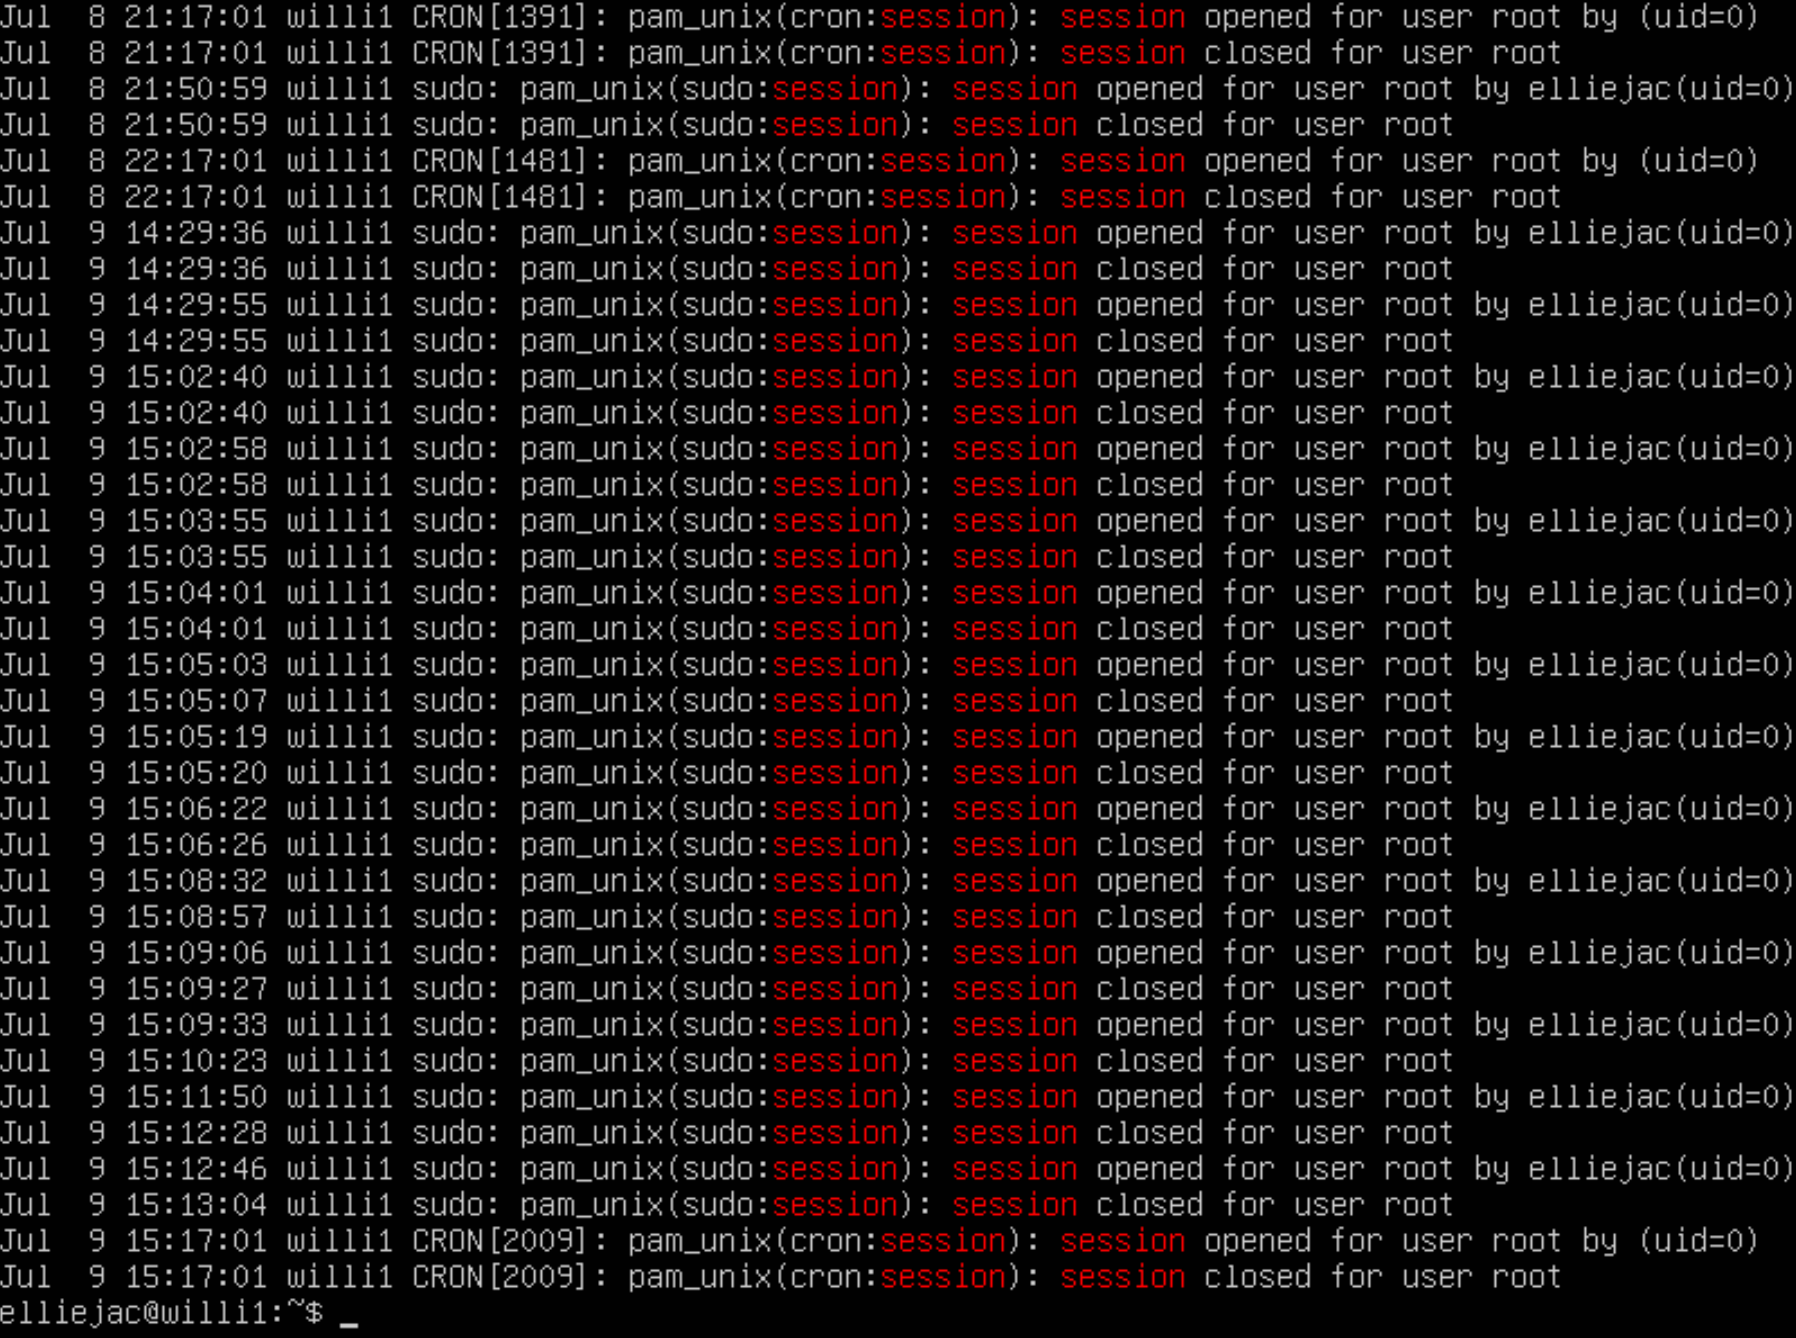 Jul  8 21:17:01 willi1 CRON[1391]: pam_unix(cron:session): session opened for user root by (uid=0)
Jul  8 21:17:01 willi1 CRON[1391]: pam_unix(cron:session): session closed for user root
Jul  8 21:50:59 willi1 sudo: pam_unix(sudo:session): session opened for user root by elliejac(uid=0)
Jul  8 21:50:59 willi1 sudo: pam_unix(sudo:session): session closed for user root
Jul  8 22:17:01 willi1 CRON[1481]: pam_unix(cron:session): session opened for user root by (uid=0)
Jul  8 22:17:01 willi1 CRON[1481]: pam_unix(cron:session): session closed for user root
Jul  9 14:29:36 willi1 sudo: pam_unix(sudo:session): session opened for user root by elliejac(uid=0)
Jul  9 14:29:36 willi1 sudo: pam_unix(sudo:session): session closed for user root
Jul  9 14:29:55 willi1 sudo: pam_unix(sudo:session): session opened for user root by elliejac(uid=0)
Jul  9 14:29:55 willi1 sudo: pam_unix(sudo:session): session closed for user root
Jul  9 15:02:40 willi1 sudo: pam_unix(sudo:session): session opened for user root by elliejac(uid=0)
Jul  9 15:02:40 willi1 sudo: pam_unix(sudo:session): session closed for user root
Jul  9 15:02:58 willi1 sudo: pam_unix(sudo:session): session opened for user root by elliejac(uid=0)
Jul  9 15:02:58 willi1 sudo: pam_unix(sudo:session): session closed for user root
Jul  9 15:03:55 willi1 sudo: pam_unix(sudo:session): session opened for user root by elliejac(uid=0)
Jul  9 15:03:55 willi1 sudo: pam_unix(sudo:session): session closed for user root
Jul  9 15:04:01 willi1 sudo: pam_unix(sudo:session): session opened for user root by elliejac(uid=0)
Jul  9 15:04:01 willi1 sudo: pam_unix(sudo:session): session closed for user root
Jul  9 15:05:03 willi1 sudo: pam_unix(sudo:session): session opened for user root by elliejac(uid=0)
Jul  9 15:05:07 willi1 sudo: pam_unix(sudo:session): session closed for user root
Jul  9 15:05:19 willi1 sudo: pam_unix(sudo:session): session opened for user root by elliejac(uid=0)
Jul  9 15:05:20 willi1 sudo: pam_unix(sudo:session): session closed for user root
Jul  9 15:06:22 willi1 sudo: pam_unix(sudo:session): session opened for user root by elliejac(uid=0)
Jul  9 15:06:26 willi1 sudo: pam_unix(sudo:session): session closed for user root
Jul  9 15:08:32 willi1 sudo: pam_unix(sudo:session): session opened for user root by elliejac(uid=0)
Jul  9 15:08:57 willi1 sudo: pam_unix(sudo:session): session closed for user root
Jul  9 15:09:06 willi1 sudo: pam_unix(sudo:session): session opened for user root by elliejac(uid=0)
Jul  9 15:09:27 willi1 sudo: pam_unix(sudo:session): session closed for user root
Jul  9 15:09:33 willi1 sudo: pam_unix(sudo:session): session opened for user root by elliejac(uid=0)
Jul  9 15:10:23 willi1 sudo: pam_unix(sudo:session): session closed for user root
Jul  9 15:11:50 willi1 sudo: pam_unix(sudo:session): session opened for user root by elliejac(uid=0)
Jul  9 15:12:28 willi1 sudo: pam_unix(sudo:session): session closed for user root
Jul  9 15:12:46 willi1 sudo: pam_unix(sudo:session): session opened for user root by elliejac(uid=0)
Jul  9 15:13:04 willi1 sudo: pam_unix(sudo:session): session closed for user root
Jul  9 15:17:01 willi1 CRON[2009]: pam_unix(cron:session): session opened for user root by (uid=0)
Jul  9 15:17:01 willi1 CRON[2009]: pam_unix(cron:session): session closed for user root
elliejac@willi1:~$ _